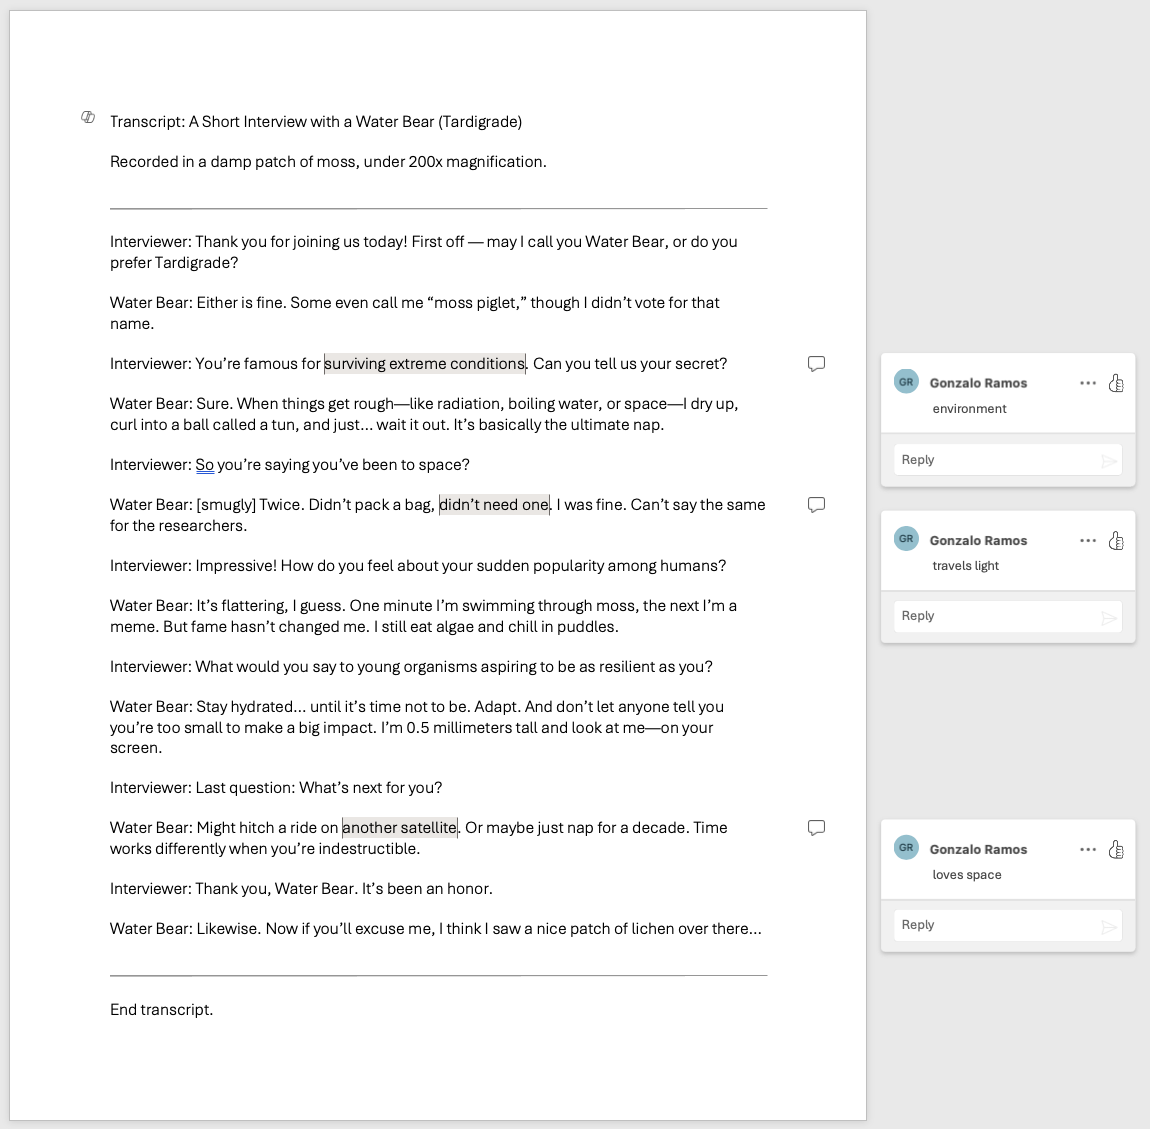 Transcript: A Short Interview with a Water Bear (Tardigrade)
Recorded in a damp patch of moss, under 200x magnification.
Interviewer: Thank you for joining us today! First off — may I call you Water Bear, or do you
prefer Tardigrade?
Water Bear: Either is fine. Some even call me “moss piglet,” though I didn’t vote for that
name.
Interviewer: You’re famous for surviving extreme conditions. Can you tell us your secret?
Water Bear: Sure. When things get rough—like radiation, boiling water, or space—I dry up,
curl into a ball called a tun, and just… wait it out. It’s basically the ultimate nap.
Interviewer: So you’re saying you’ve been to space?
Water Bear: [smugly] Twice. Didn’t pack a bag, didn’t need one. I was fine. Can’t say the same
for the researchers.
Interviewer: Impressive! How do you feel about your sudden popularity among humans?
Water Bear: It’s flattering, I guess. One minute I’m swimming through moss, the next I’m a
meme. But fame hasn’t changed me. I still eat algae and chill in puddles.
Interviewer: What would you say to young organisms aspiring to be as resilient as you?
Water Bear: Stay hydrated… until it’s time not to be. Adapt. And don’t let anyone tell you
you’re too small to make a big impact. I’m 0.5 millimeters tall and look at me—on your
screen.
Interviewer: Last question: What’s next for you?
Water Bear: Might hitch a ride on another satellite. Or maybe just nap for a decade. Time
works differently when you’re indestructible.
Interviewer: Thank you, Water Bear. It’s been an honor.
Water Bear: Likewise. Now if you’ll excuse me, I think I saw a nice patch of lichen over there…
End transcript.
GR Gonzalo Ramos
environment
Reply
GR Gonzalo Ramos
travels light
Reply
GR Gonzalo Ramos
loves space
Reply